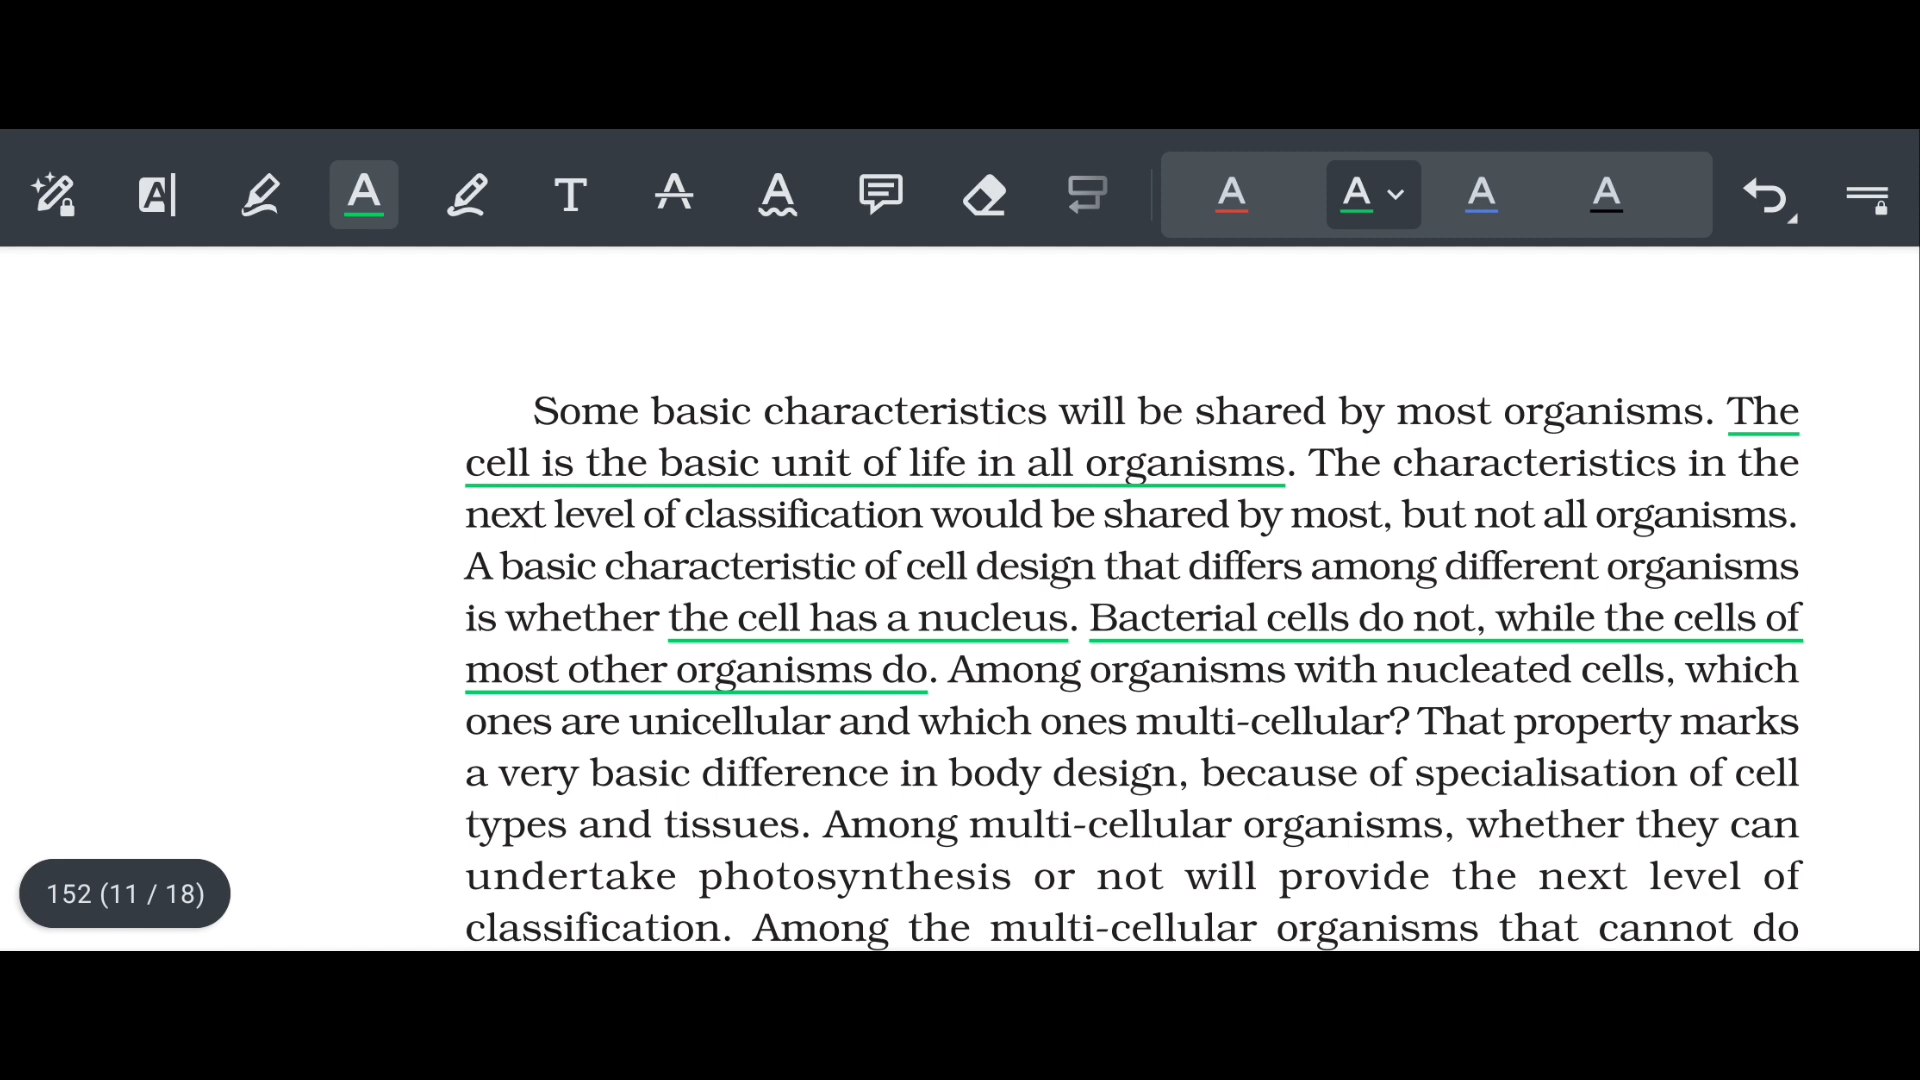 Some basic characteristics will be shared by most organisms. The
cell is the basic unit of life in all organisms. The characteristics in the
next level of classification would be shared by most, but not all organisms.
A basic characteristic of cell design that differs among different organisms
is whether the cell has a nucleus. Bacterial cells do not, while the cells of
most other organisms do. Among organisms with nucleated cells, which
ones are unicellular and which ones multi-cellular? That property marks
a very basic difference in body design, because of specialisation of cell
types and tissues. Among multi-cellular organisms, whether they can
undertake photosynthesis or not will provide the next level of
classification. Among the multi-cellular organisms that cannot do
152 (11 / 18)